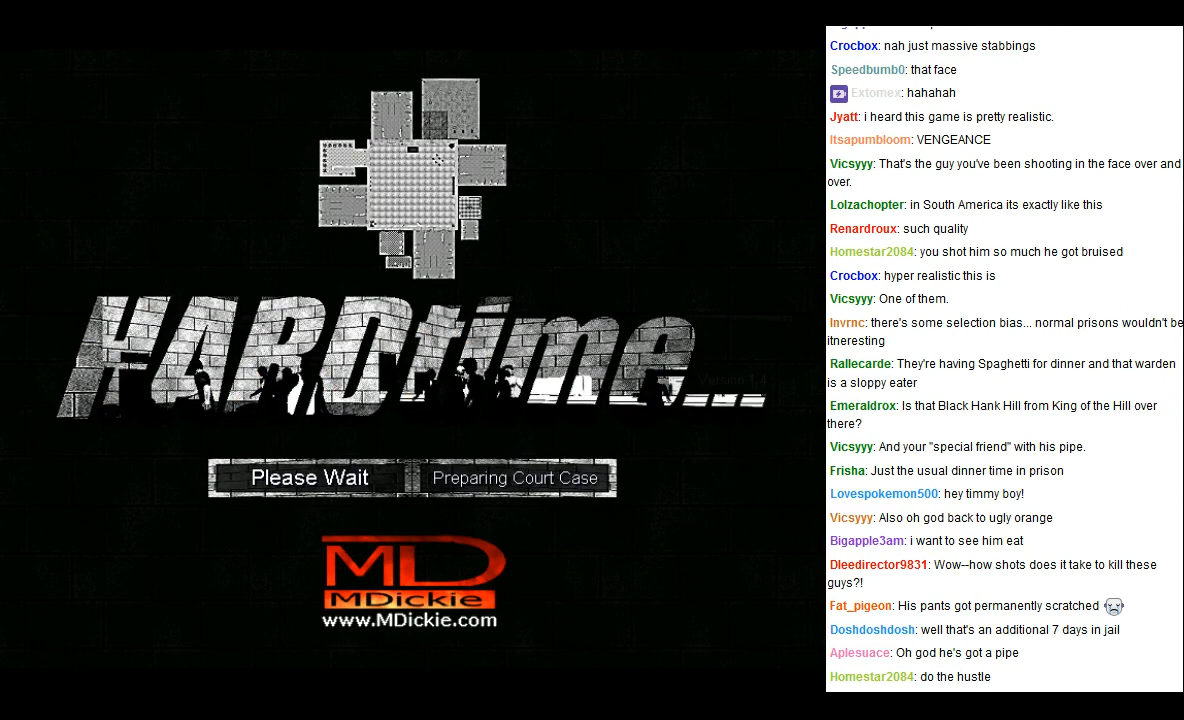 HARDtime...
Version 1.4
Please Wait
Preparing Court Case
MD
MDickie
www.MDickie.com
Crocbox: nah just massive stabbings
Speedbumb0: that face
Extomex: hahahah
Jyatt: i heard this game is pretty realistic.
Itsapumbloom: VENGEANCE
Vicsyyy: That's the guy you've been shooting in the face over and
over.
Lolzachopter: in South America its exactly like this
Renardroux: such quality
Homestar2084: you shot him so much he got bruised
Crocbox: hyper realistic this is
Vicsyyy: One of them.
Invrnc: there's some selection bias... normal prisons wouldn't be
itneresting
Rallecarde: They're having Spaghetti for dinner and that warden
is a sloppy eater
Emeraldrox: Is that Black Hank Hill from King of the Hill over
there?
Vicsyyy: And your "special friend" with his pipe.
Frisha: Just the usual dinner time in prison
Lovespokemon500: hey timmy boy!
Vicsyyy: Also oh god back to ugly orange
Bigapple3am: i want to see him eat
Dleedirector9831: Wow--how shots does it take to kill these
guys?!
Fat_pigeon: His pants got permanently scratched
Doshdoshdosh: well that's an additional 7 days in jail
Aplesuace: Oh god he's got a pipe
Homestar2084: do the hustle